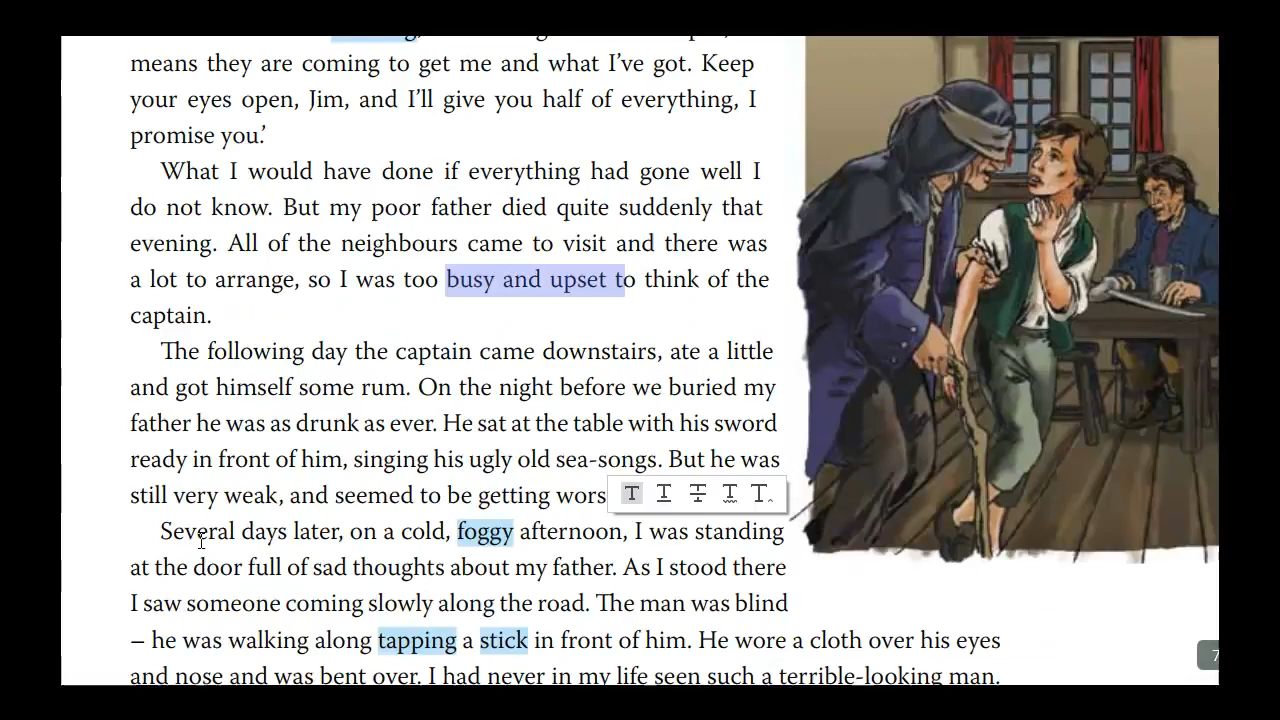 means they are coming to get me and what I’ve got. Keep
your eyes open, Jim, and I’ll give you half of everything, I
promise you.’
What I would have done if everything had gone well I
do not know. But my poor father died quite suddenly that
evening. All of the neighbours came to visit and there was
a lot to arrange, so I was too busy and upset to think of the
captain.
The following day the captain came downstairs, ate a little
and got himself some rum. On the night before we buried my
father he was as drunk as ever. He sat at the table with his sword
ready in front of him, singing his ugly old sea-songs. But he was
still very weak, and seemed to be getting wors
T T T T T
Several days later, on a cold, foggy afternoon, I was standing
at the door full of sad thoughts about my father. As I stood there
I saw someone coming slowly along the road. The man was blind
– he was walking along tapping a stick in front of him. He wore a cloth over his eyes
7
and nose and was bent over. I had never in my life seen such a terrible-looking man.